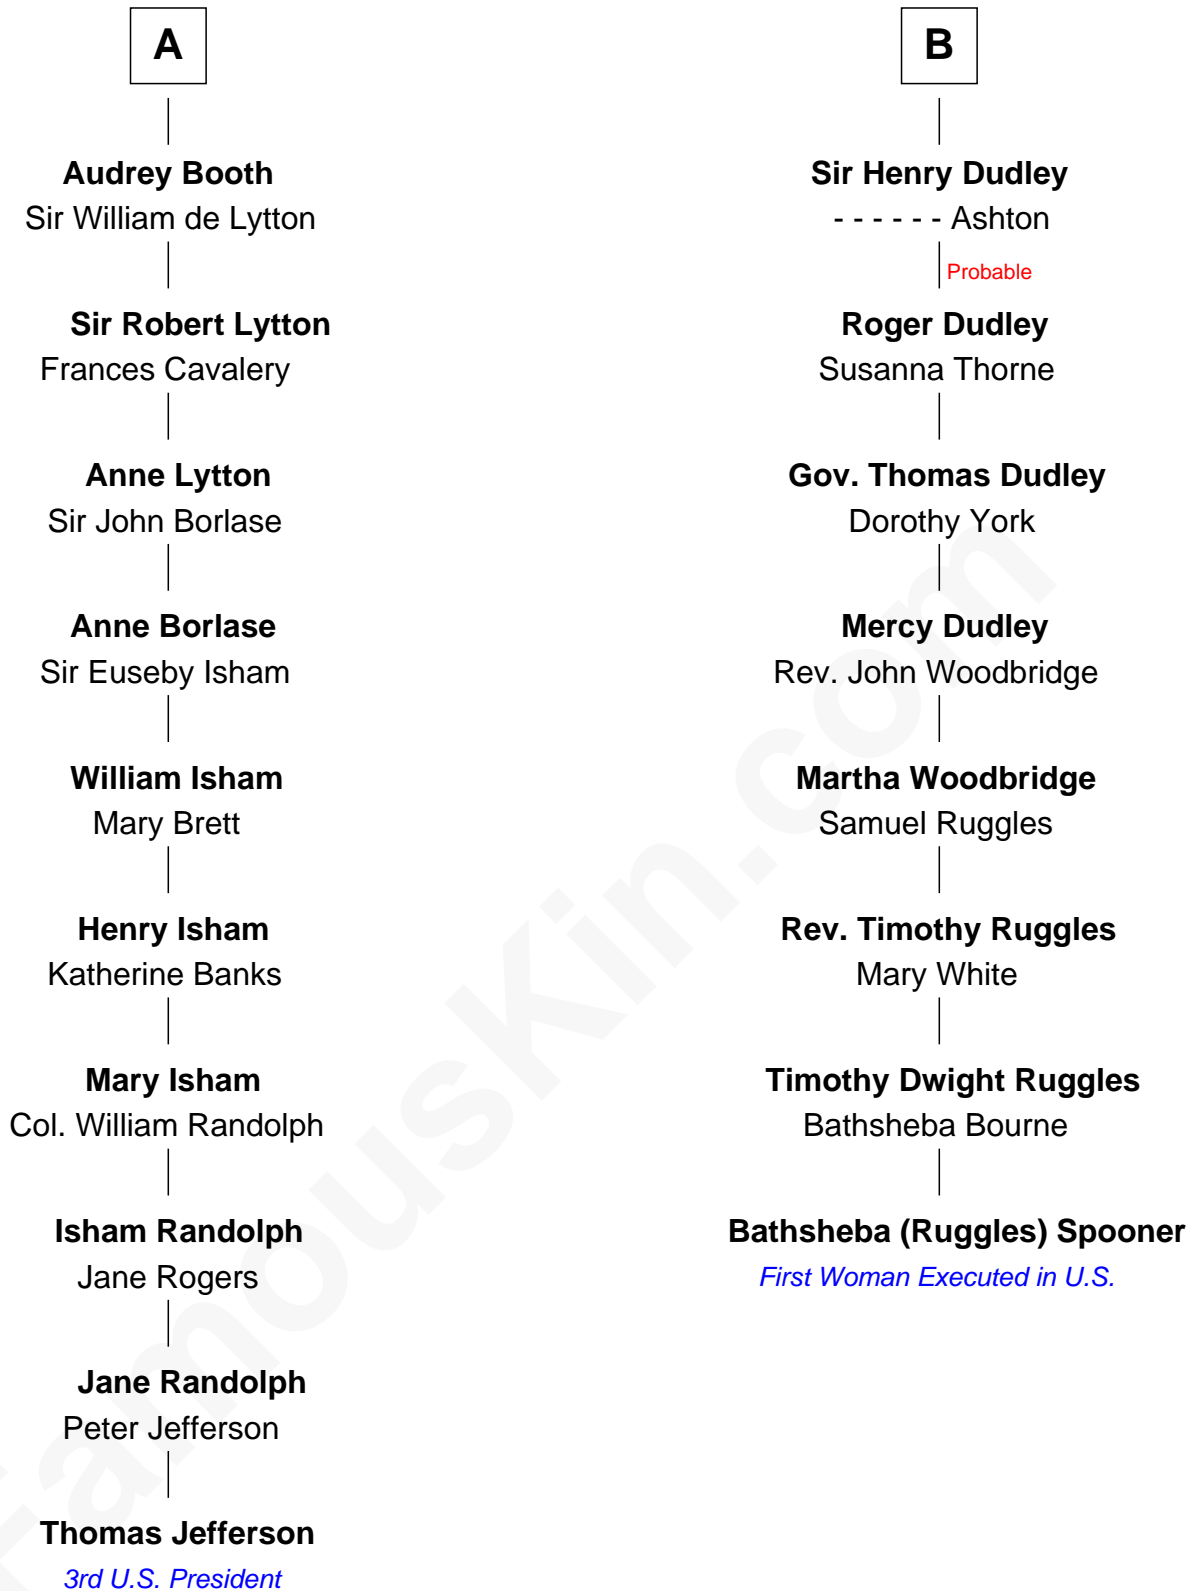 A
Audrey Booth
Sir William de Lytton
Sir Robert Lytton
Frances Cavalery
Anne Lytton
Sir John Borlase
Anne Borlase
Sir Euseby Isham
William Isham
Mary Brett
Henry Isham
Katherine Banks
Mary Isham
Col. William Randolph
Isham Randolph
Jane Rogers
Jane Randolph
Peter Jefferson
Thomas Jefferson
3rd U.S. President
B
Sir Henry Dudley
- - - - - - Ashton
Probable
Roger Dudley
Susanna Thorne
Gov. Thomas Dudley
Dorothy York
Mercy Dudley
Rev. John Woodbridge
Martha Woodbridge
Samuel Ruggles
Rev. Timothy Ruggles
Mary White
Timothy Dwight Ruggles
Bathsheba Bourne
Bathsheba (Ruggles) Spooner
First Woman Executed in U.S.
FamousKin.com